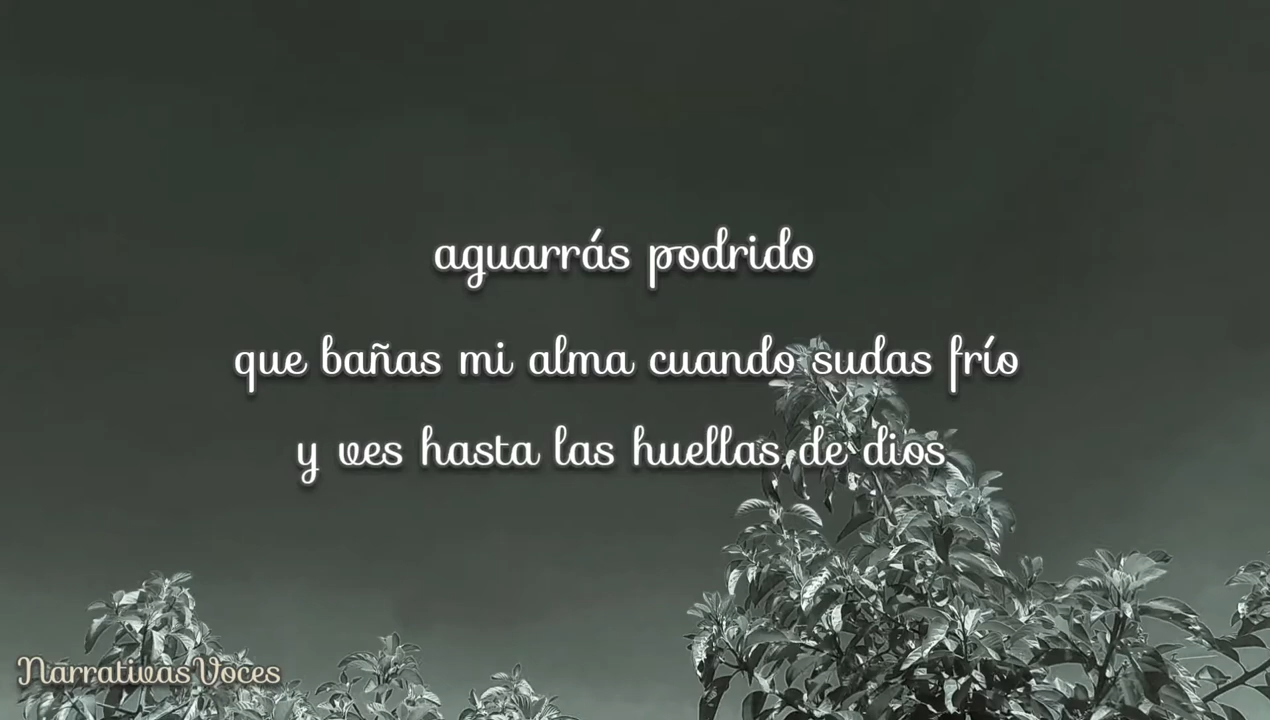 aguarrás podrido
que bañas mi alma cuando sudas frío
y ves hasta las huellas de dios
NarrativasVoces